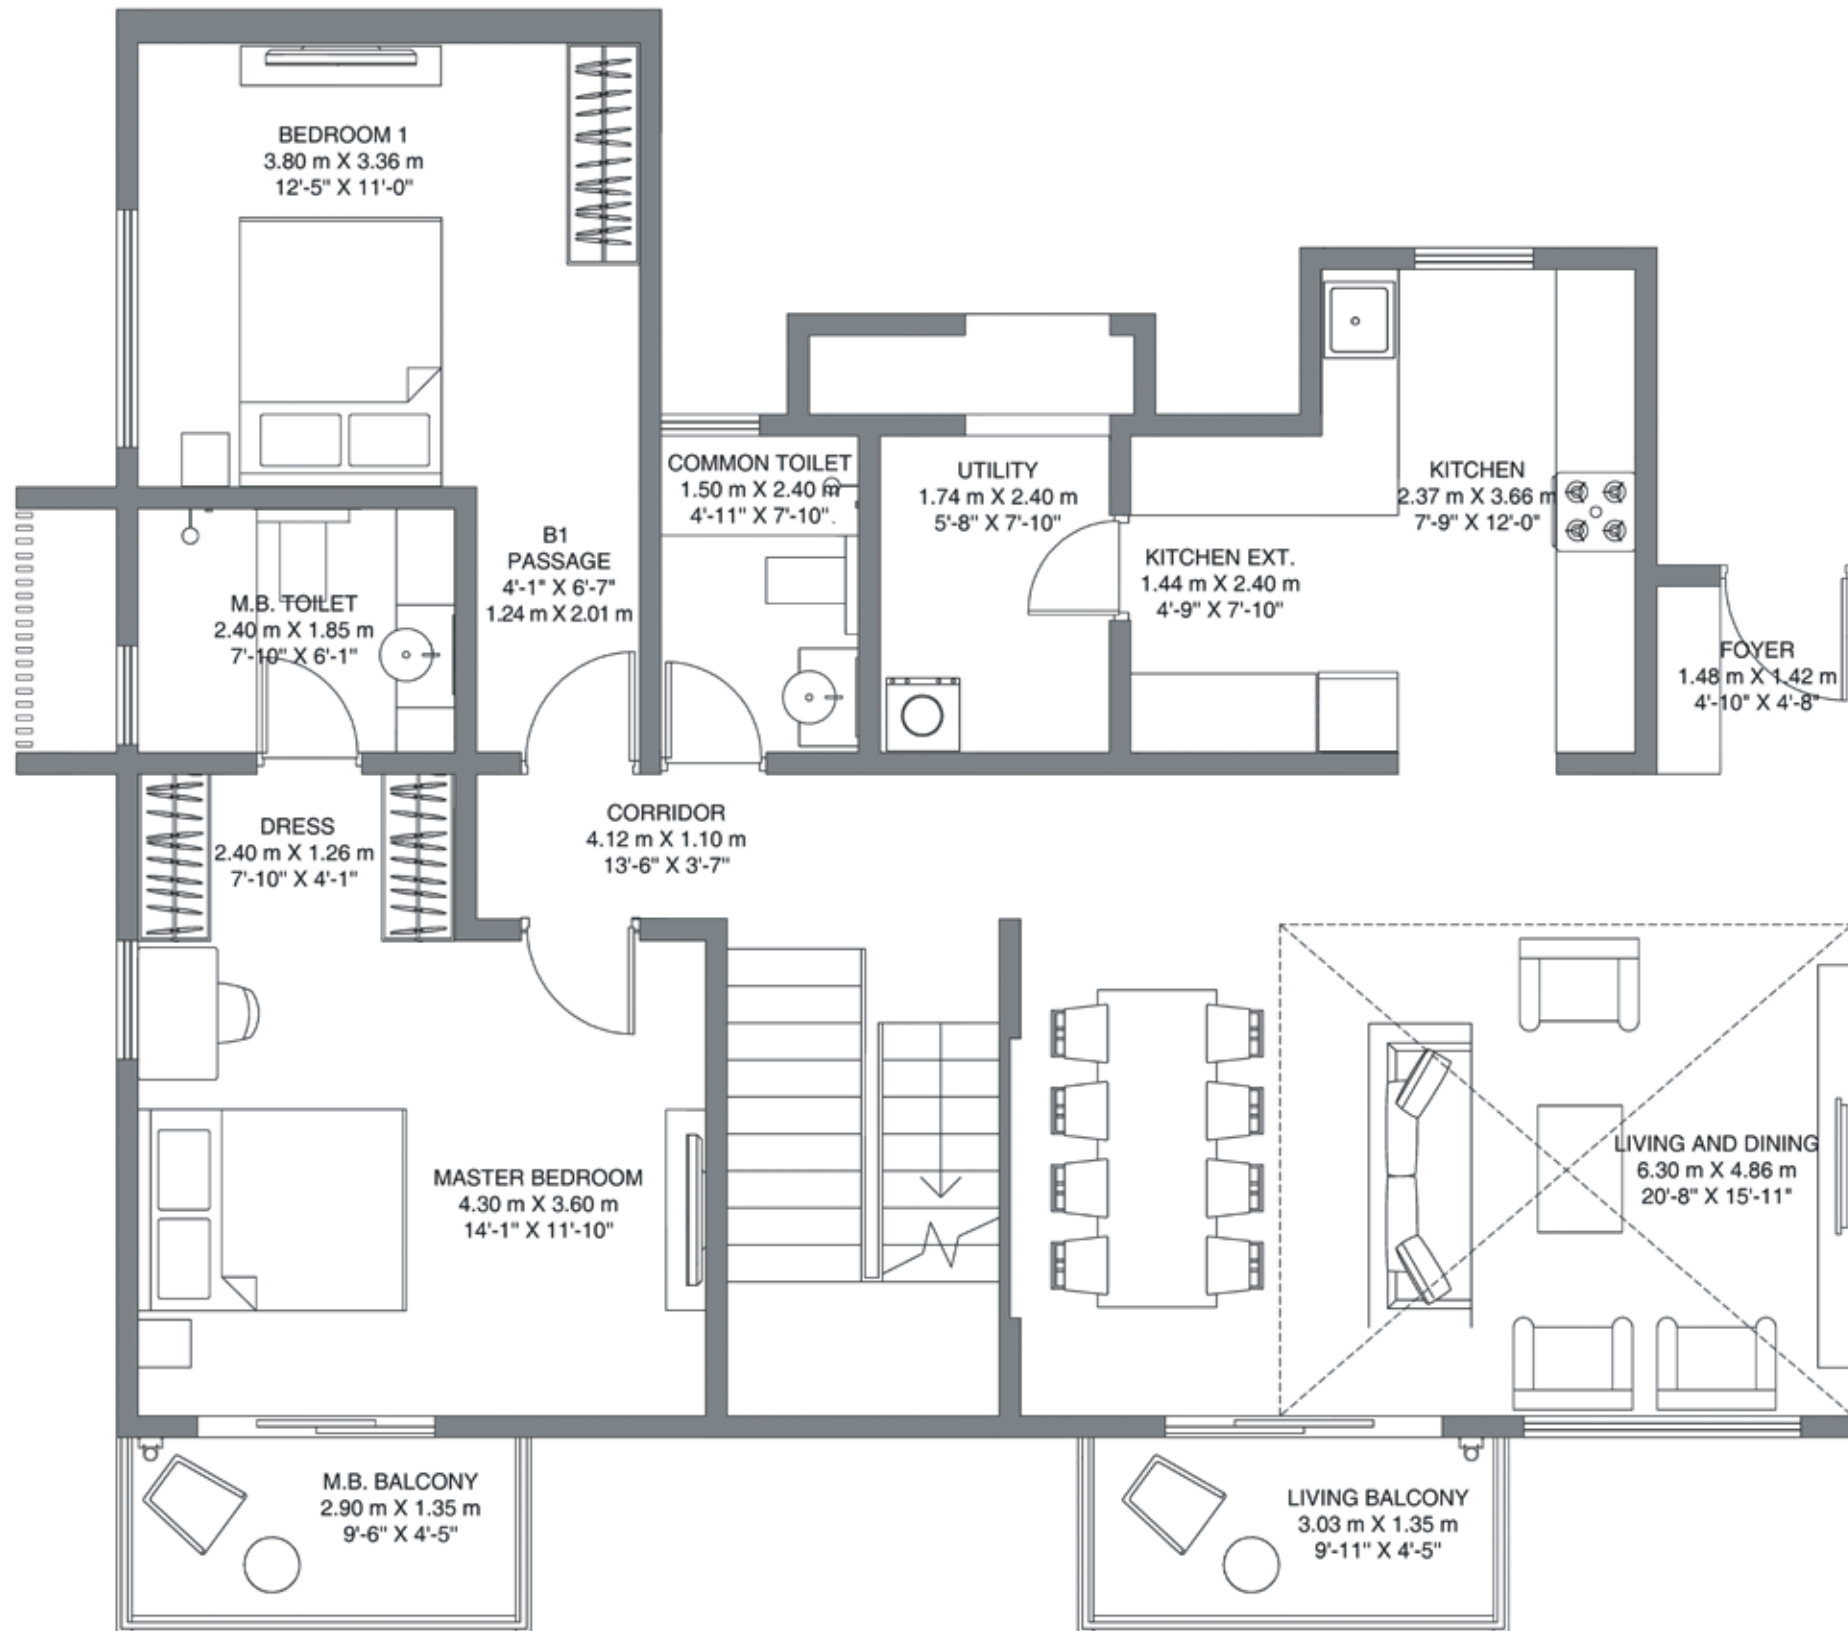 BEDROOM 1
3.80 m X 3.36 m
12'-5" X 11'-0"
COMMON TOILET
1.50 m X 2.40 m
4'-11" X 7'-10"
UTILITY
1.74 m X 2.40 m
5'-8" X 7'-10"
KITCHEN
2.37 m X 3.66 m
7'-9" X 12'-0"
B1
PASSAGE
4'-1" X 6'-7"
1.24 m X 2.01 m
KITCHEN EXT.
1.44 m X 2.40 m
4'-9" X 7'-10"
M.B. TOILET
2.40 m X 1.85 m
7'-10" X 6'-1"
FOYER
1.48 m X 1.42 m
4'-10" X 4'-8"
DRESS
2.40 m X 1.26 m
7'-10" X 4'-1"
CORRIDOR
4.12 m X 1.10 m
13'-6" X 3'-7"
MASTER BEDROOM
4.30 m X 3.60 m
14'-1" X 11'-10"
LIVING AND DINING
6.30 m X 4.86 m
20'-8" X 15'-11"
M.B. BALCONY
2.90 m X 1.35 m
9'-6" X 4'-5"
LIVING BALCONY
3.03 m X 1.35 m
9'-11" X 4'-5"